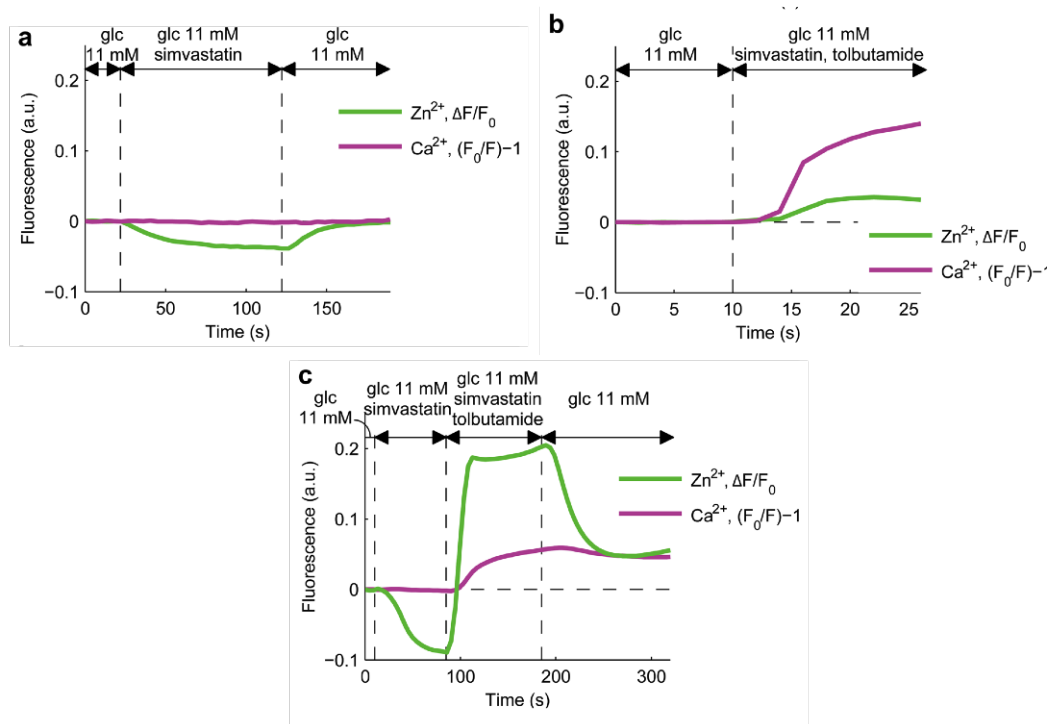 a
glc
11 mM
glc 11 mM
simvastatin
glc
11 mM
0.2
0.1
0
−0.1
Fluorescence (a.u.)
Zn²⁺, ΔF/F₀
Ca²⁺, (F₀/F)−1
0
50
100
150
Time (s)
b
glc
11 mM
glc 11 mM
simvastatin, tolbutamide
0.2
0.1
0
−0.1
Fluorescence (a.u.)
Zn²⁺, ΔF/F₀
Ca²⁺, (F₀/F)−1
0
5
10
15
20
25
Time (s)
c
glc
11 mM
glc 11 mM
simvastatin
glc 11 mM
simvastatin
tolbutamide
glc 11 mM
0.2
0.1
0
−0.1
Fluorescence (a.u.)
Zn²⁺, ΔF/F₀
Ca²⁺, (F₀/F)−1
0
100
200
300
Time (s)